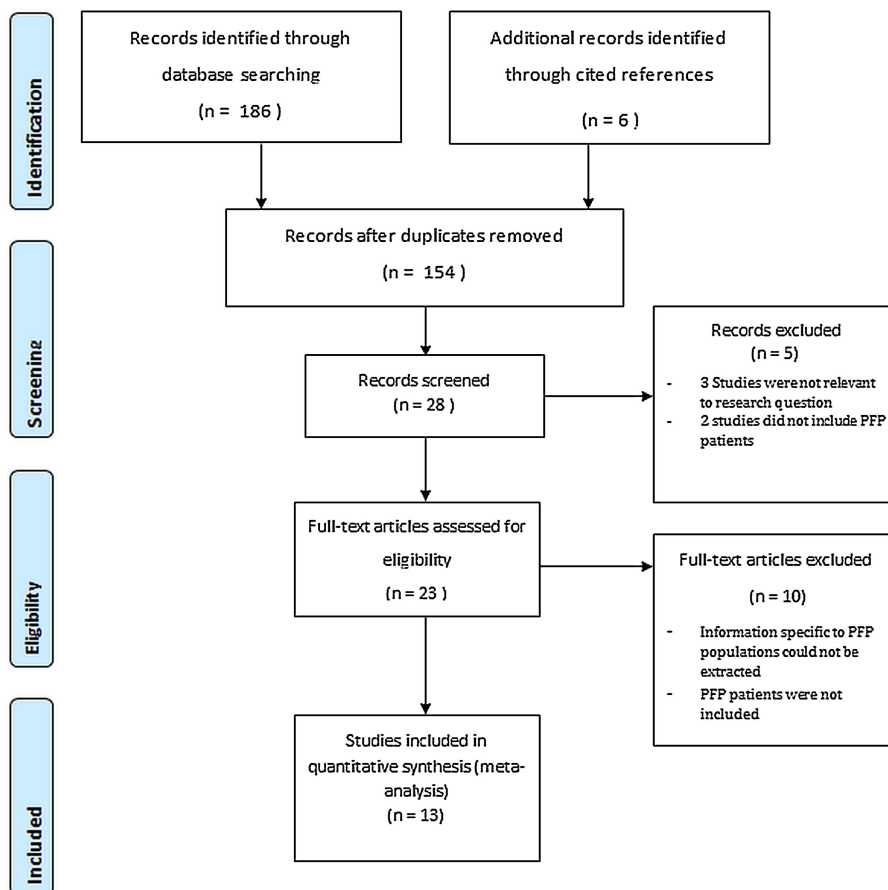 Identification
Records identified through
database searching
(n = 186 )
Additional records identified
through cited references
(n = 6 )
Records after duplicates removed
(n = 154 )
Screening
Records screened
(n = 28 )
Records excluded
(n = 5)
- 3 Studies were not relevant
to research question
- 2 studies did not include PFP
patients
Eligibility
Full-text articles assessed for
eligibility
(n = 23 )
Full-text articles excluded
(n = 10)
- Information specific to PFP
populations could not be
extracted
- PFP patients were not
included
Included
Studies included in
quantitative synthesis (meta-
analysis)
(n = 13)